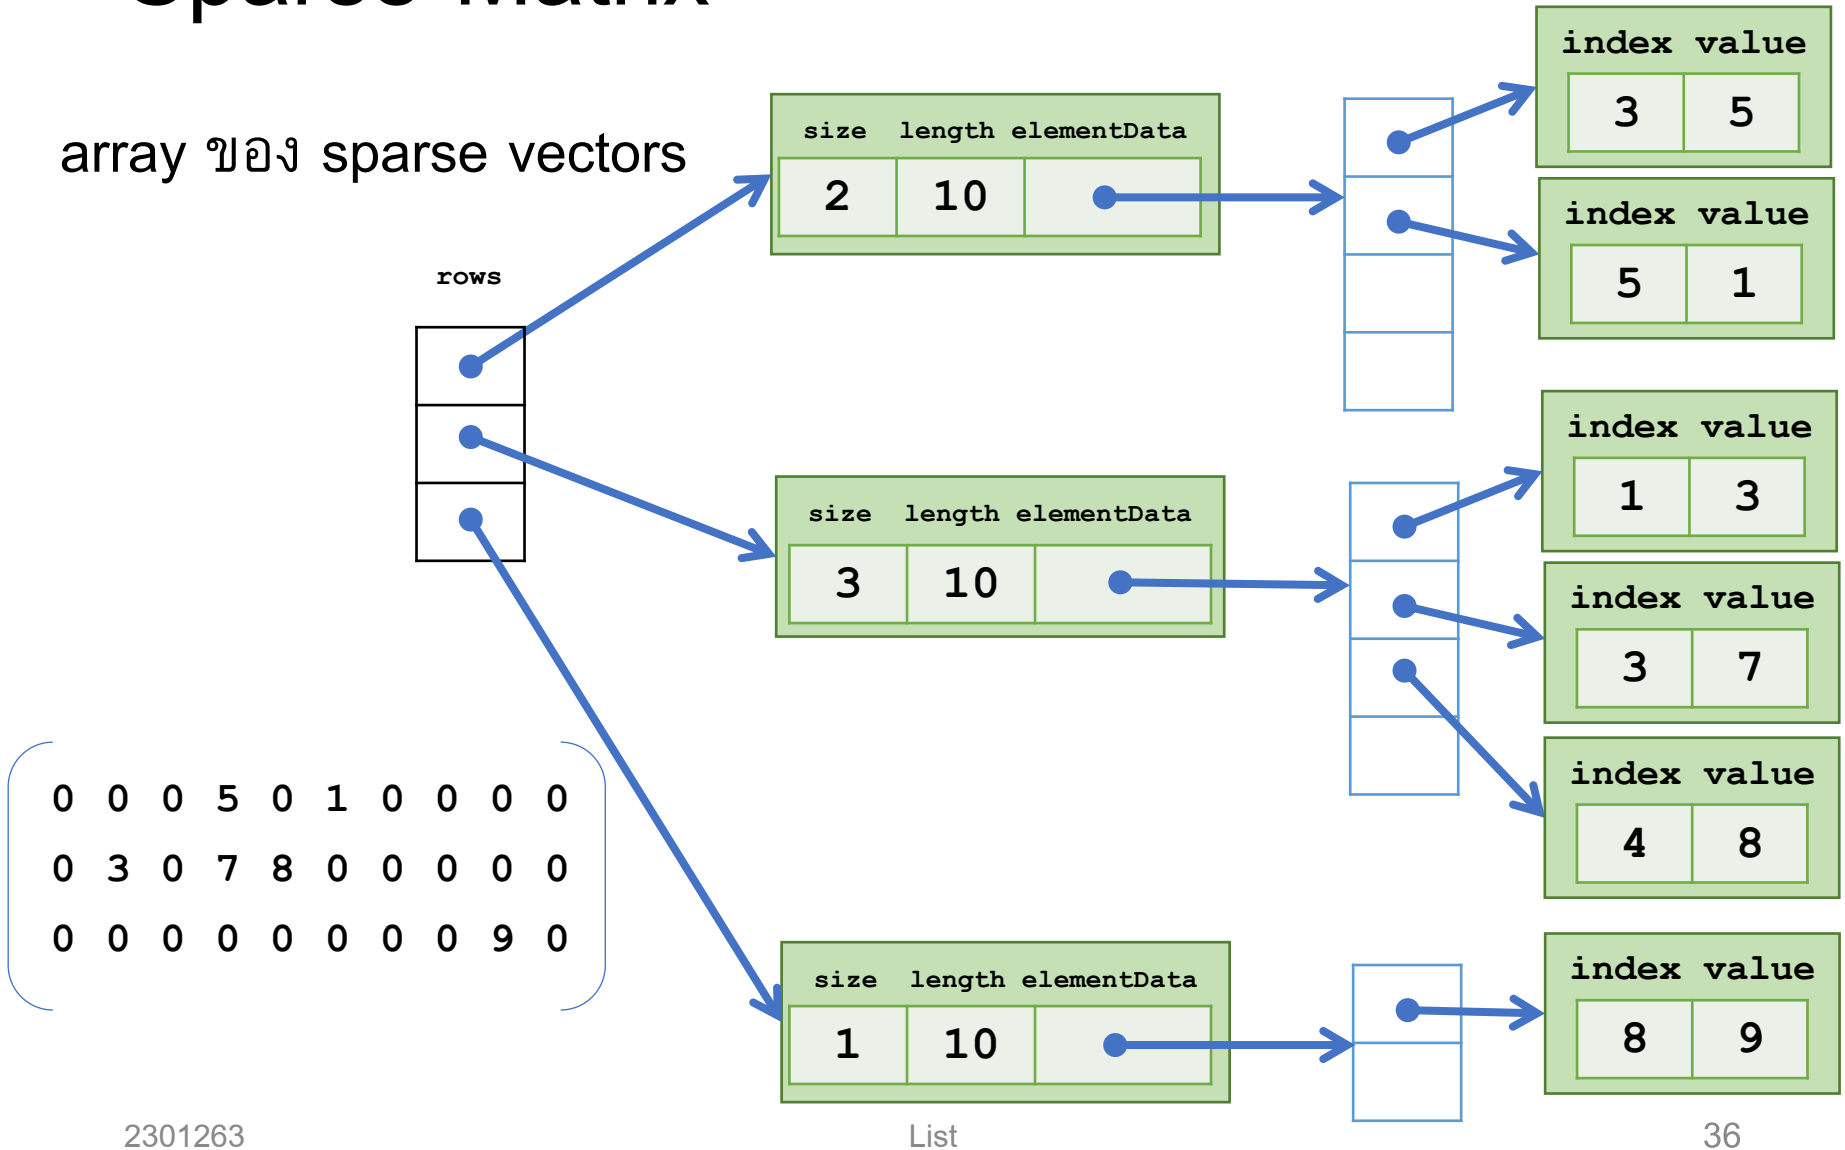 Sparse Matrix
array ของ sparse vectors
rows
size length elementData
2 10
index value
3 5
index value
5 1
size length elementData
3 10
index value
1 3
index value
3 7
index value
4 8
size length elementData
1 10
index value
8 9
0 0 0 5 0 1 0 0 0 0
0 3 0 7 8 0 0 0 0 0
0 0 0 0 0 0 0 0 9 0
2301263
List
36